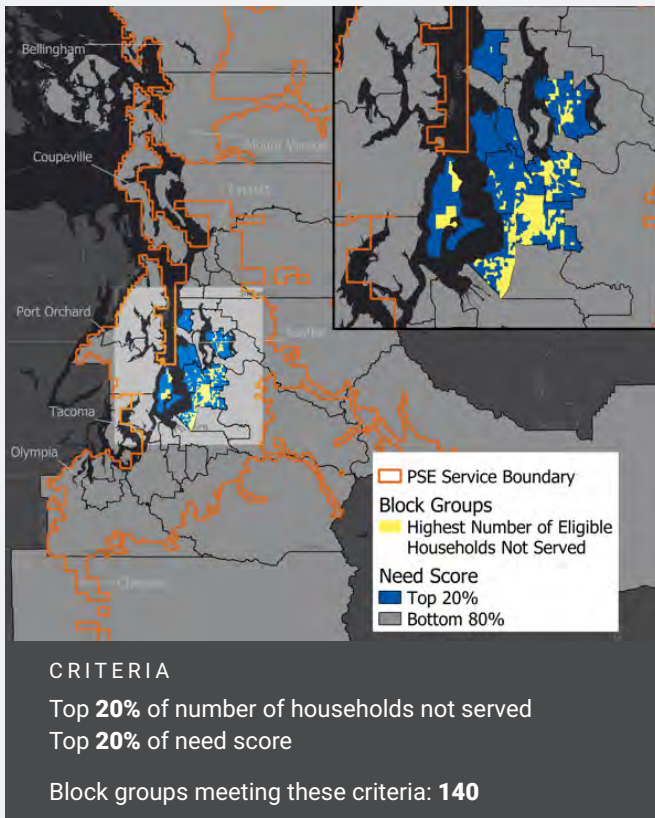 Bellingham
Mount Vernon
Coupeville
Everett
Port Orchard
Seattle
Tacoma
Olympia
PSE Service Boundary
Block Groups
Highest Number of Eligible
Households Not Served
Need Score
Top 20%
Bottom 80%
CRITERIA
Top 20% of number of households not served
Top 20% of need score
Block groups meeting these criteria: 140